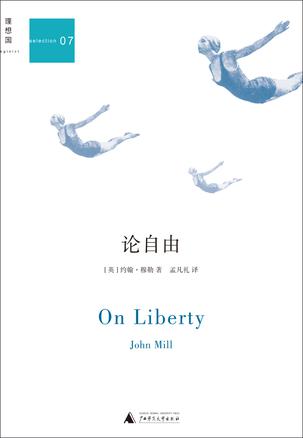 理想国
selection 07
论自由
[英]约翰·穆勒 著 孟凡礼 译
On Liberty
John Mill
广西师范大学出版社